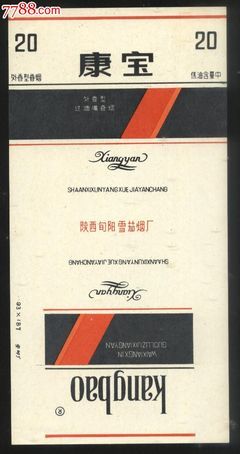 7788.com
20
20
康宝
外香型香烟
焦油含量中
外香型
过滤嘴香烟
Xiangyan
SHAANXIXUNYANGXUEJIAYANCHANG
陕西旬阳雪茄烟厂
SHAANXIXUNYANGXUEJIAYANCHANG
Xiangyan
93×187
WAIXIANGXIN
GUOLUZUIXIANGYAN
kangbao
®